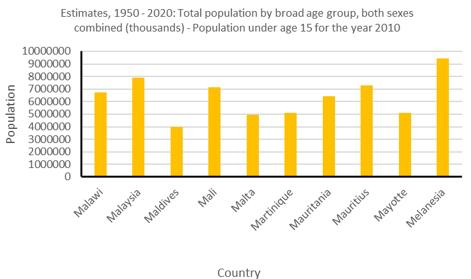 Estimates, 1950 - 2020: Total population by broad age group, both sexes
combined (thousands) - Population under age 15 for the year 2010
10000000
9000000
8000000
7000000
6000000
5000000
4000000
3000000
2000000
1000000
0
Population
Malawi
Malaysia
Maldives
Mali
Malta
Martinique
Mauritania
Mauritius
Mayotte
Melanesia
Country